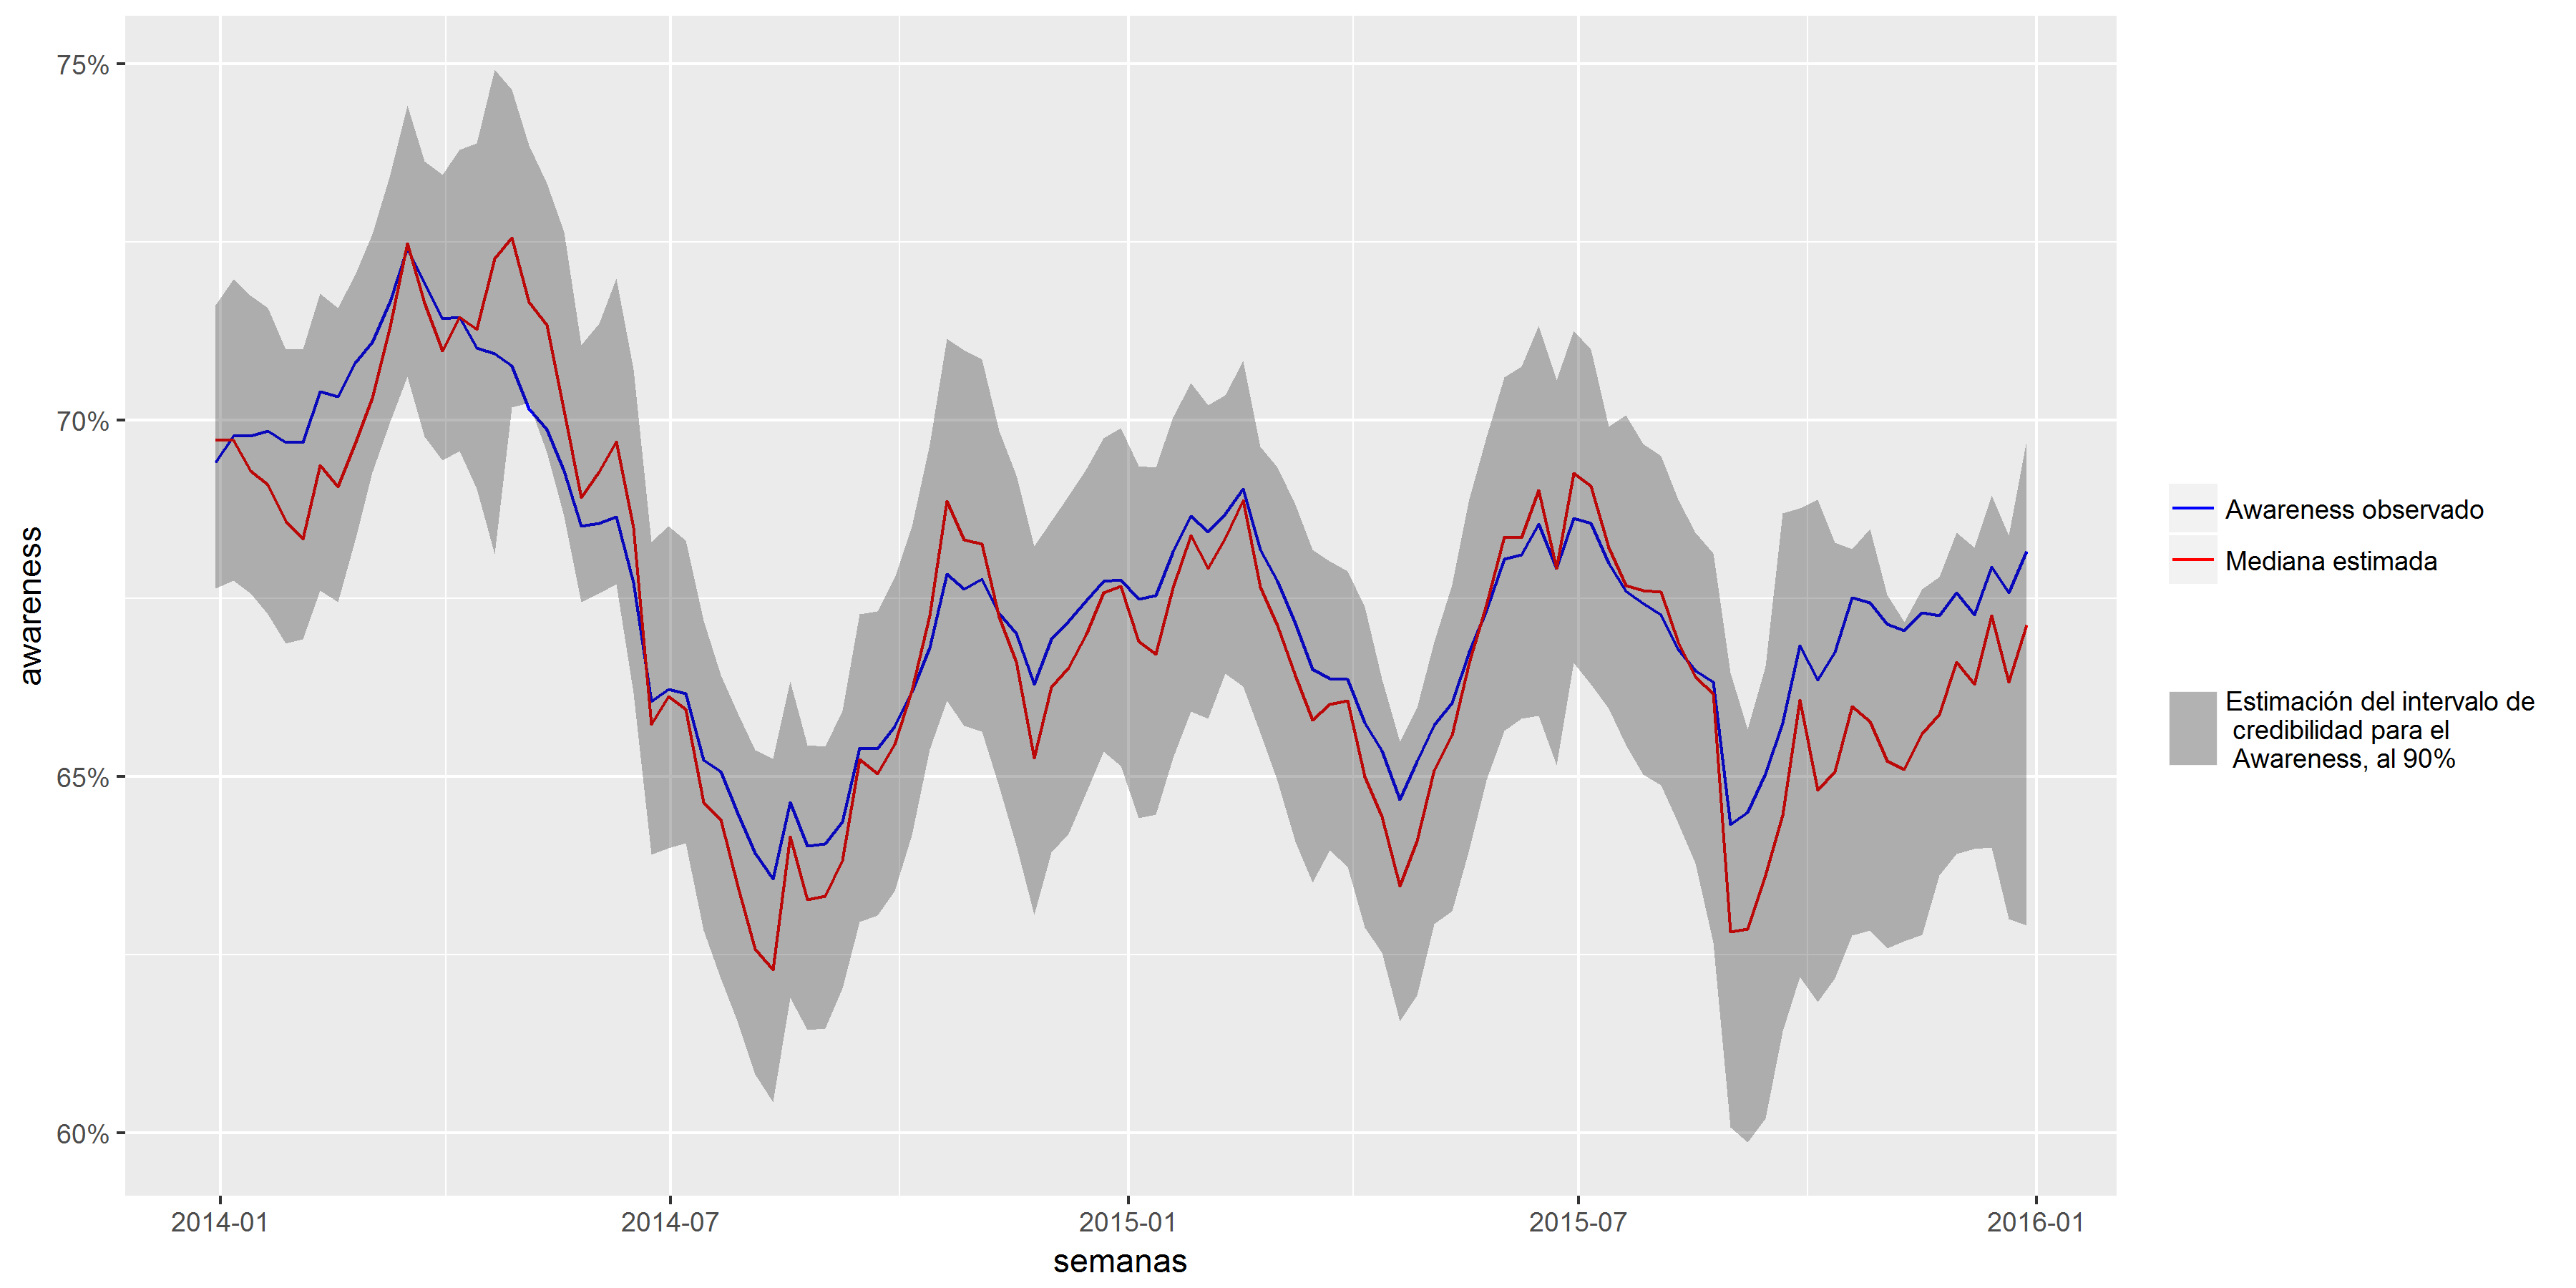 75%
70%
65%
60%
awareness
2014-01
2014-07
2015-01
2015-07
2016-01
semanas
Awareness observado
Mediana estimada
Estimación del intervalo de
credibilidad para el
Awareness, al 90%